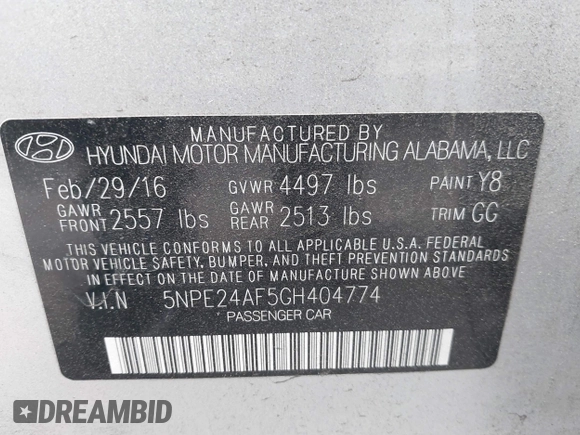 MANUFACTURED BY
HYUNDAI MOTOR MANUFACTURING ALABAMA, LLC
Feb/29/16 GVWR 4497 lbs PAINT Y8
GAWR FRONT 2557 lbs GAWR REAR 2513 lbs TRIM GG
THIS VEHICLE CONFORMS TO ALL APPLICABLE U.S.A. FEDERAL
MOTOR VEHICLE SAFETY, BUMPER, AND THEFT PREVENTION STANDARDS
IN EFFECT ON THE DATE OF MANUFACTURE SHOWN ABOVE
V.I.N 5NPE24AF5GH404774
PASSENGER CAR
DREAMBID